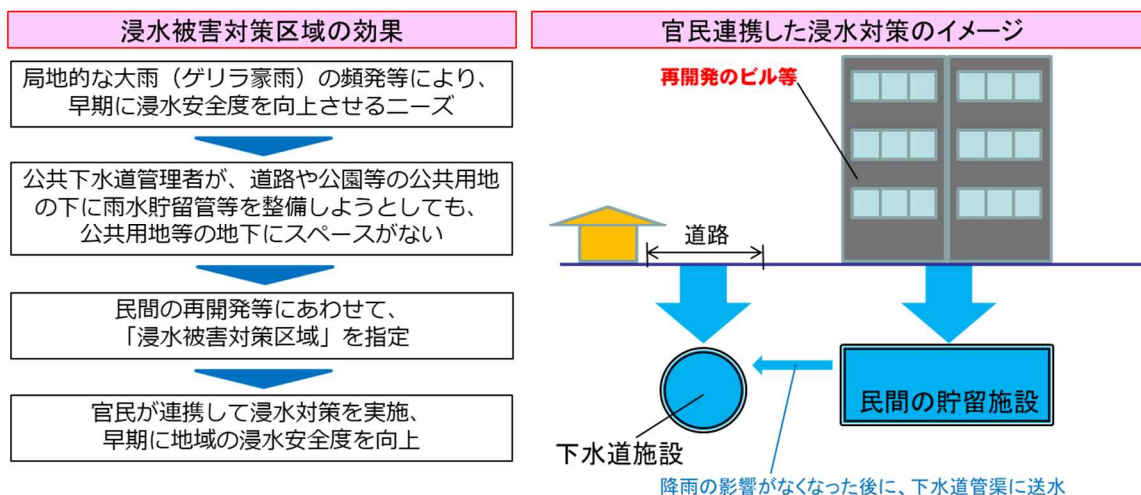 浸水被害対策区域の効果
局地的な大雨（ゲリラ豪雨）の頻発等により、
早期に浸水安全度を向上させるニーズ
公共下水道管理者が、道路や公園等の公共用地
の下に雨水貯留管等を整備しようとしても、
公共用地等の地下にスペースがない
民間の再開発等にあわせて、
「浸水被害対策区域」を指定
官民が連携して浸水対策を実施、
早期に地域の浸水安全度を向上
官民連携した浸水対策のイメージ
再開発のビル等
道路
民間の貯留施設
下水道施設
降雨の影響がなくなった後に、下水道管渠に送水